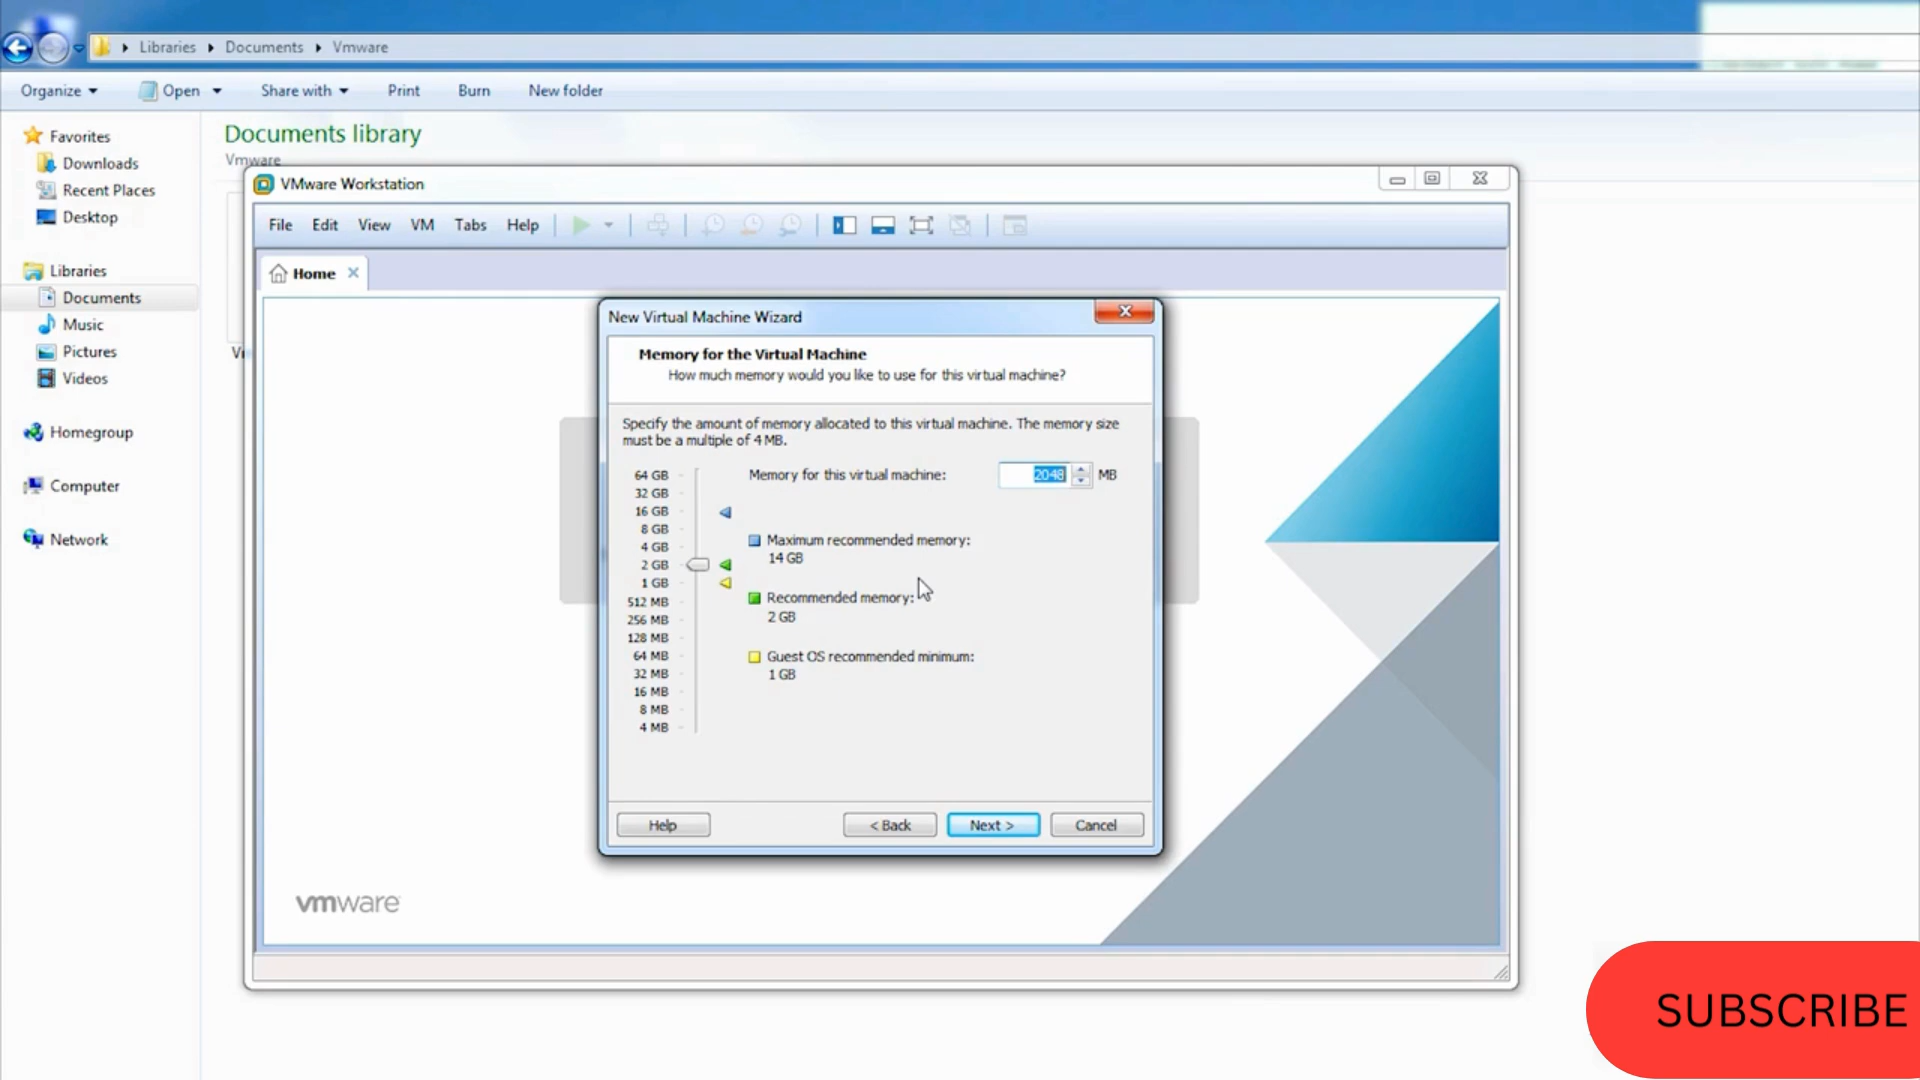 Libraries Documents Vmware
Organize Open Share with Print Burn New folder
Favorites
Downloads
Recent Places
Desktop
Libraries
Documents
Music
Pictures
Videos
Homegroup
Computer
Network
Documents library
Vmware
VMware Workstation
File Edit View VM Tabs Help
Home
New Virtual Machine Wizard
Memory for the Virtual Machine
How much memory would you like to use for this virtual machine?
Specify the amount of memory allocated to this virtual machine. The memory size
must be a multiple of 4 MB.
64 GB
32 GB
16 GB
8 GB
4 GB
2 GB
1 GB
512 MB
256 MB
128 MB
64 MB
32 MB
16 MB
8 MB
4 MB
Memory for this virtual machine: 2048 MB
Maximum recommended memory:
14 GB
Recommended memory:
2 GB
Guest OS recommended minimum:
1 GB
Help < Back Next > Cancel
vmware
SUBSCRIBE